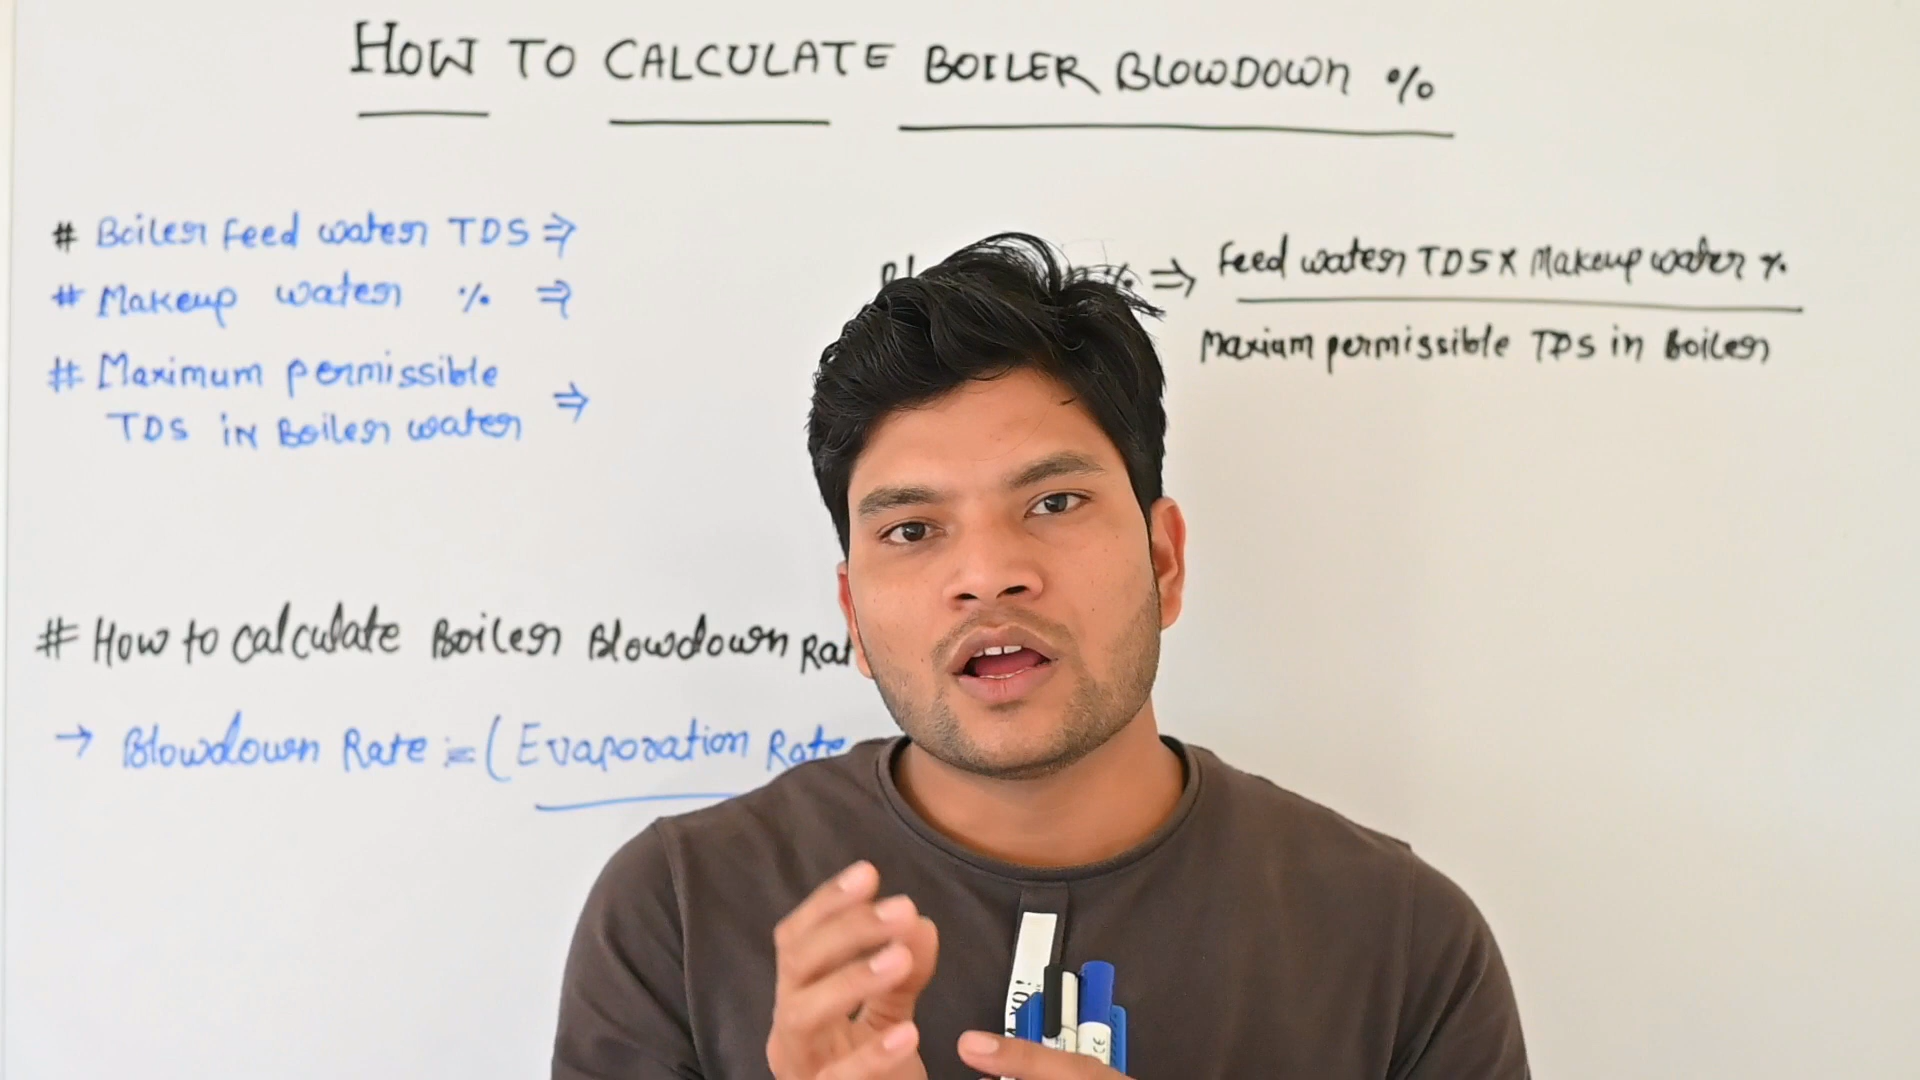 HOW TO CALCULATE BOILER BLOWDOWN %
# Boiler feed water TDS ⇒
# Makeup water % ⇒
# Maximum permissible
TDS in Boiler water ⇒
% ⇒ Feed water TDS X Makeup water %
Maxiam permissible TDS in Boiler
# How to calculate Boiler Blowdown
→ Blowdown Rate = (Evaporation Rate